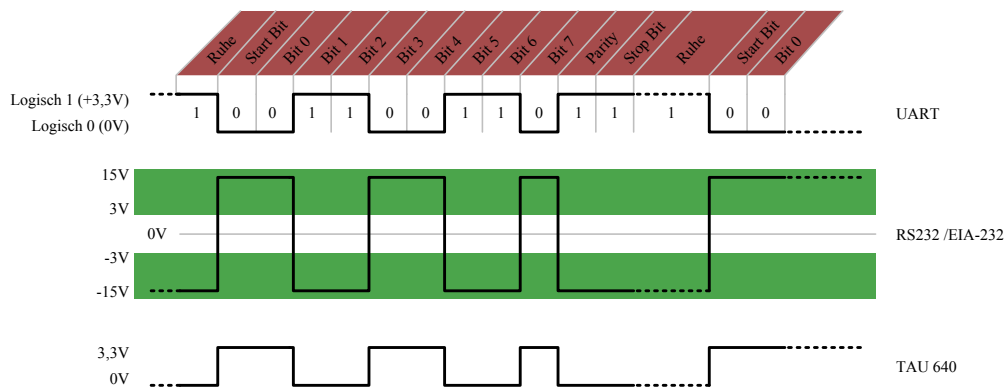 Ruhe
Start Bit
Bit 0
Bit 1
Bit 2
Bit 3
Bit 4
Bit 5
Bit 6
Bit 7
Parity
Stop Bit
Ruhe
Start Bit
Bit 0
Logisch 1 (+3,3V)
1 0 0 1 1 0 0 1 1 0 1 1 1 0 0
UART
Logisch 0 (0V)
15V
3V
0V
RS232 /EIA-232
-3V
-15V
3,3V
TAU 640
0V